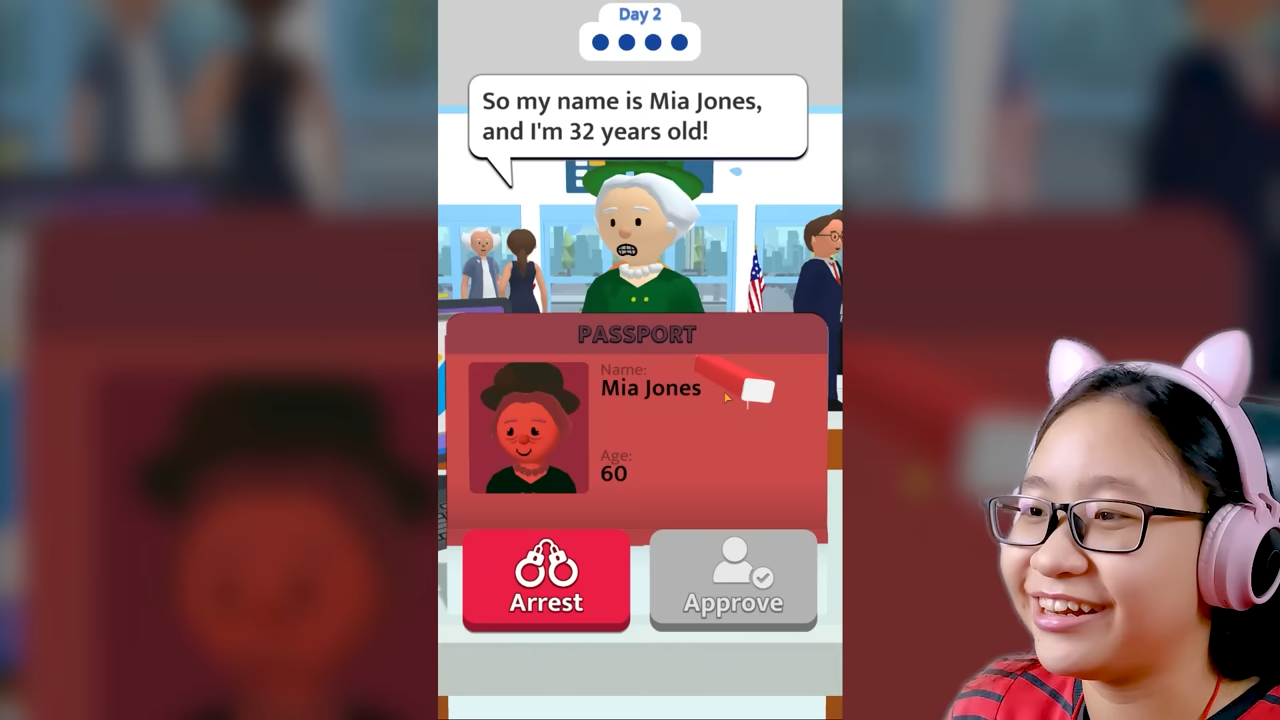 Day 2
So my name is Mia Jones,
and I'm 32 years old!
PASSPORT
Name:
Mia Jones
Age:
60
Arrest
Approve